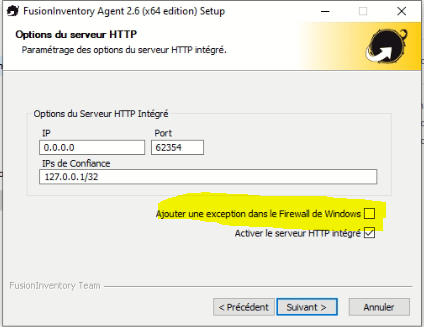 FusionInventory Agent 2.6 (x64 edition) Setup
Options du serveur HTTP
Paramétrage des options du serveur HTTP intégré.
Options du Serveur HTTP Intégré
IP Port
0.0.0.0 62354
IPs de Confiance
127.0.0.1/32
Ajouter une exception dans le Firewall de Windows
Activer le serveur HTTP intégré
FusionInventory Team
< Précédent Suivant > Annuler